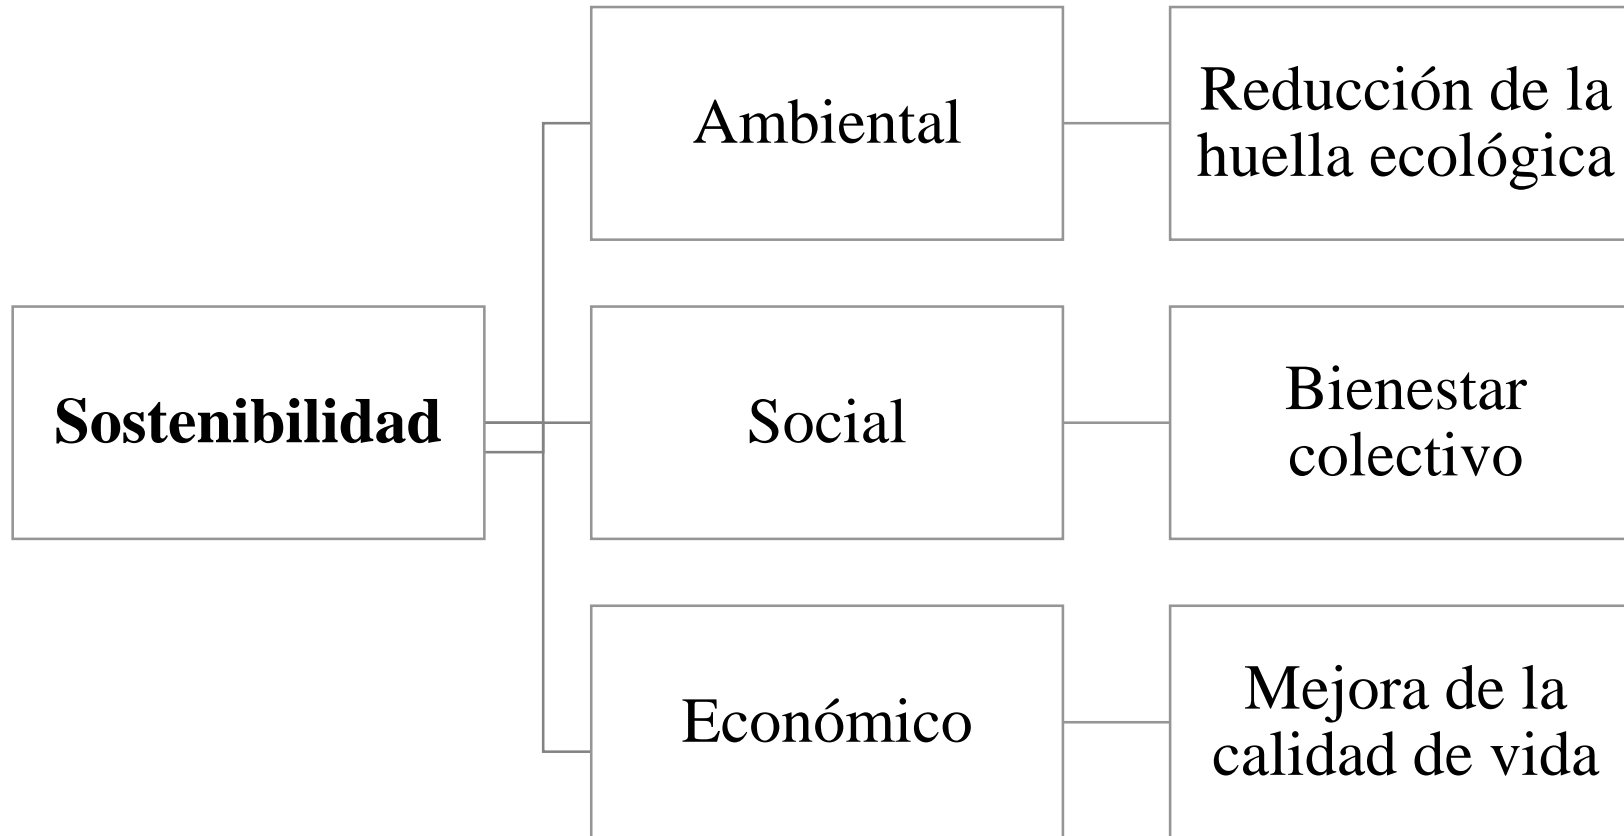 Ambiental
Reducción de la
huella ecológica
Sostenibilidad
Social
Bienestar
colectivo
Económico
Mejora de la
calidad de vida